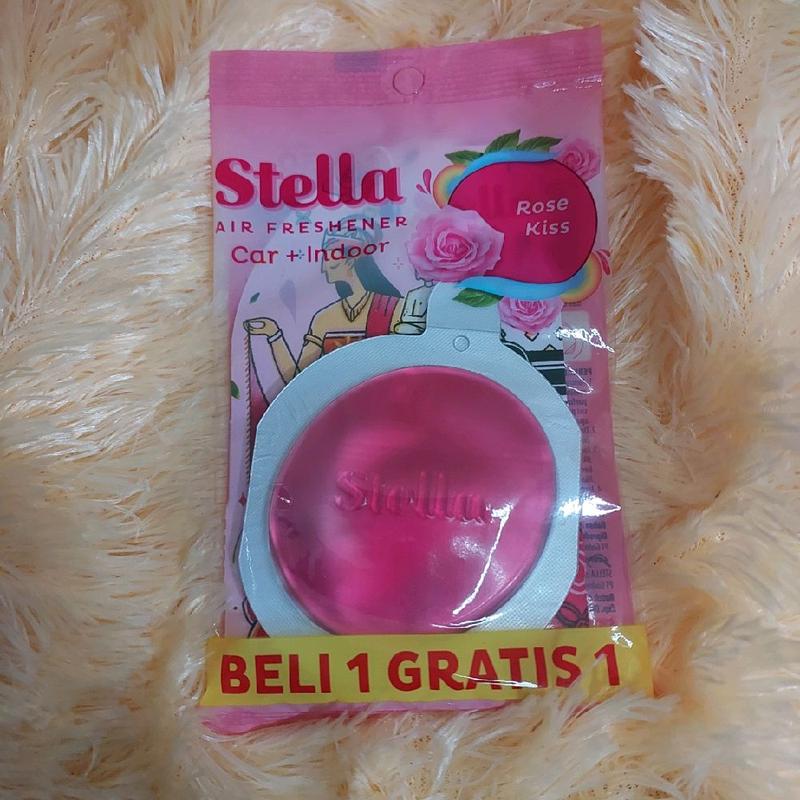 Stella
AIR FRESHENER
Car + Indoor
Rose
Kiss
Stella
BELI 1 GRATIS 1